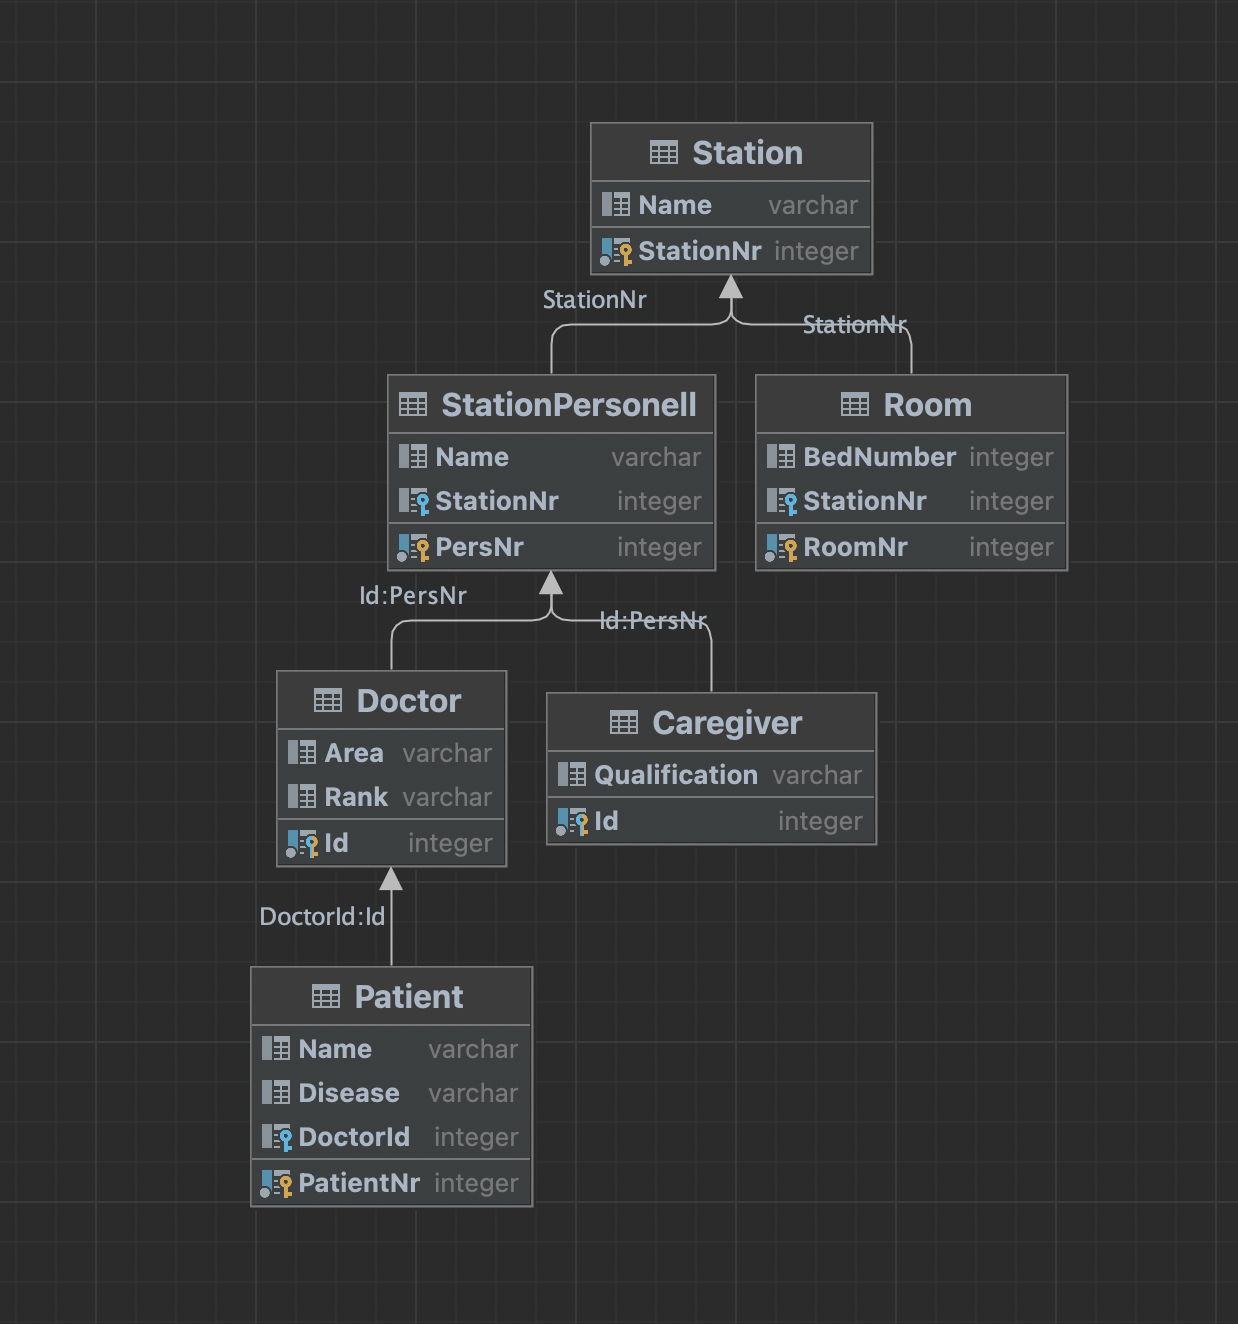 Station
Name varchar
StationNr integer
StationNr
StationNr
StationPersonell
Name varchar
StationNr integer
PersNr integer
Room
BedNumber integer
StationNr integer
RoomNr integer
Id:PersNr
Id:PersNr
Doctor
Area varchar
Rank varchar
Id integer
Caregiver
Qualification varchar
Id integer
DoctorId:Id
Patient
Name varchar
Disease varchar
DoctorId integer
PatientNr integer